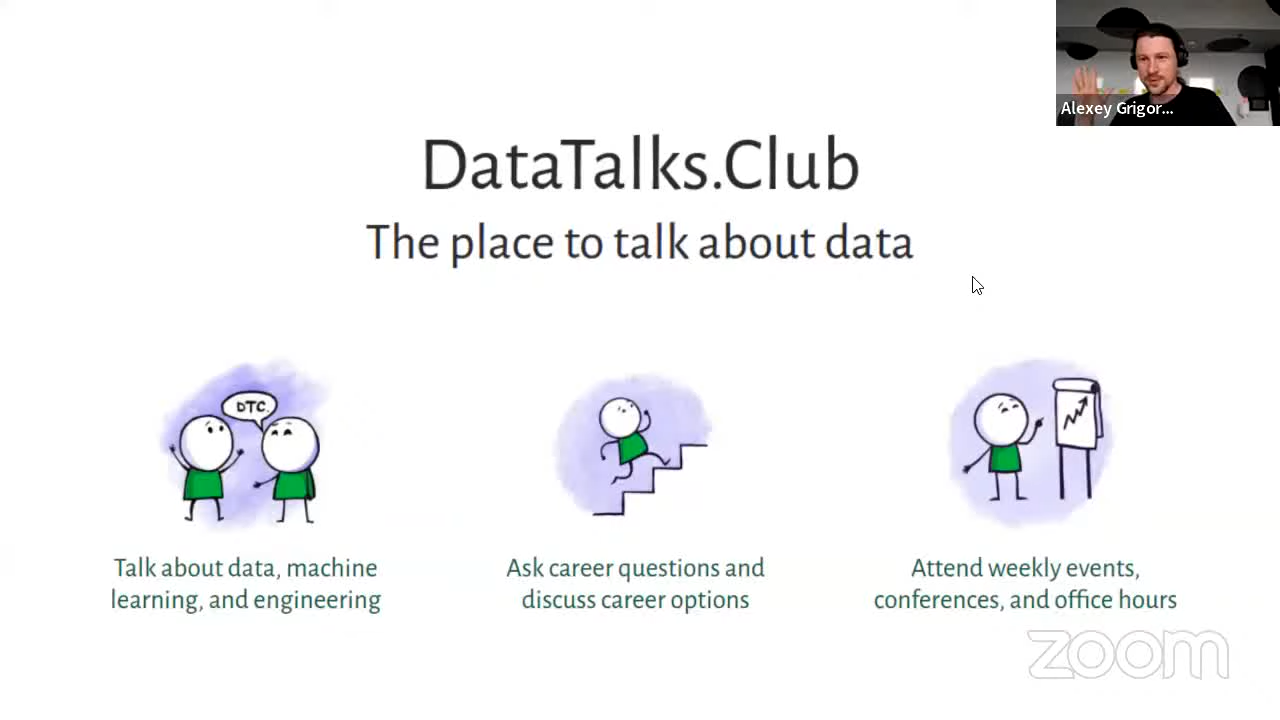 Alexey Grigor...
DataTalks.Club
The place to talk about data
DTC.
Talk about data, machine
learning, and engineering
Ask career questions and
discuss career options
Attend weekly events,
conferences, and office hours
zoom